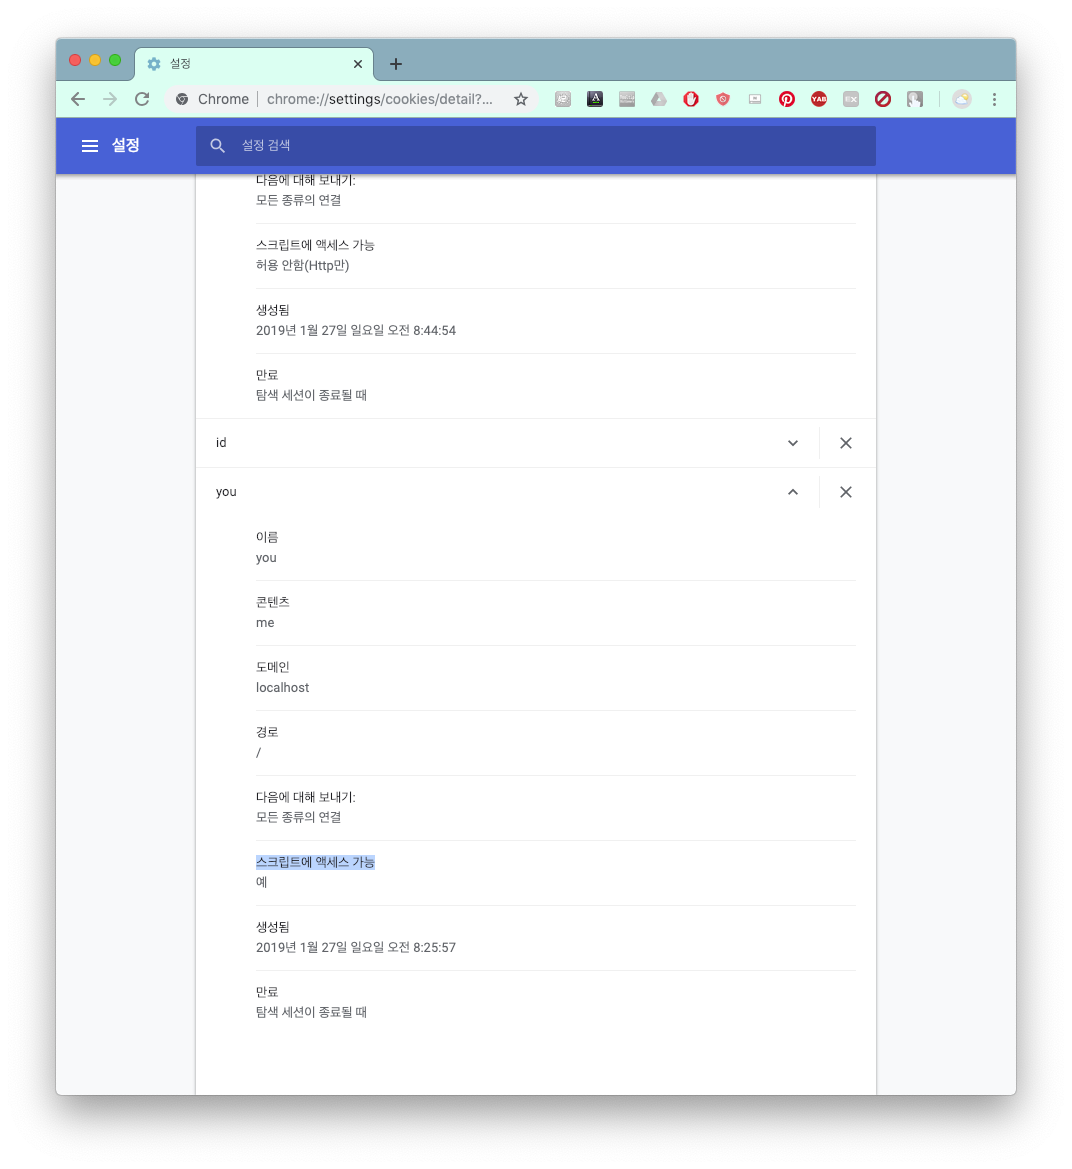 설정
Chrome
chrome://settings/cookies/detail?...
A
YAB
EX
설정
설정 검색
다음에 대해 보내기:
모든 종류의 연결
스크립트에 액세스 가능
허용 안함(Http만)
생성됨
2019년 1월 27일 일요일 오전 8:44:54
만료
탐색 세션이 종료될 때
id
you
이름
you
콘텐츠
me
도메인
localhost
경로
/
다음에 대해 보내기:
모든 종류의 연결
스크립트에 액세스 가능
예
생성됨
2019년 1월 27일 일요일 오전 8:25:57
만료
탐색 세션이 종료될 때